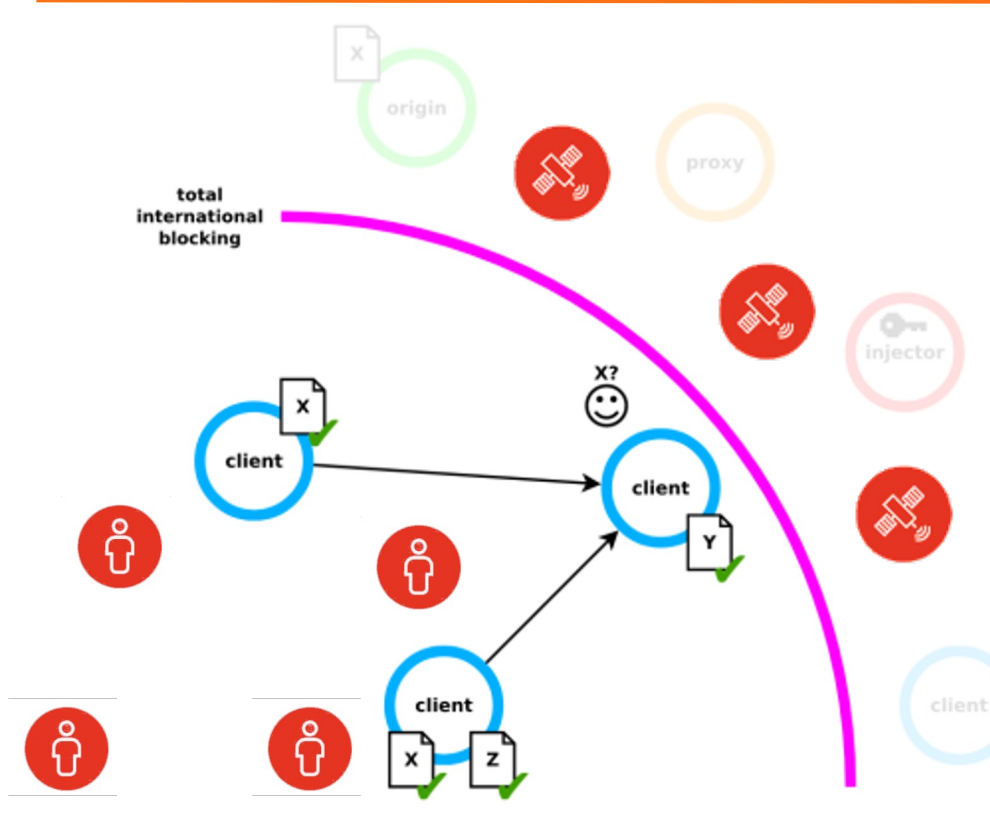 X
origin
proxy
total
international
blocking
injector
X?
X
client
client
Y
client
client
X
Z